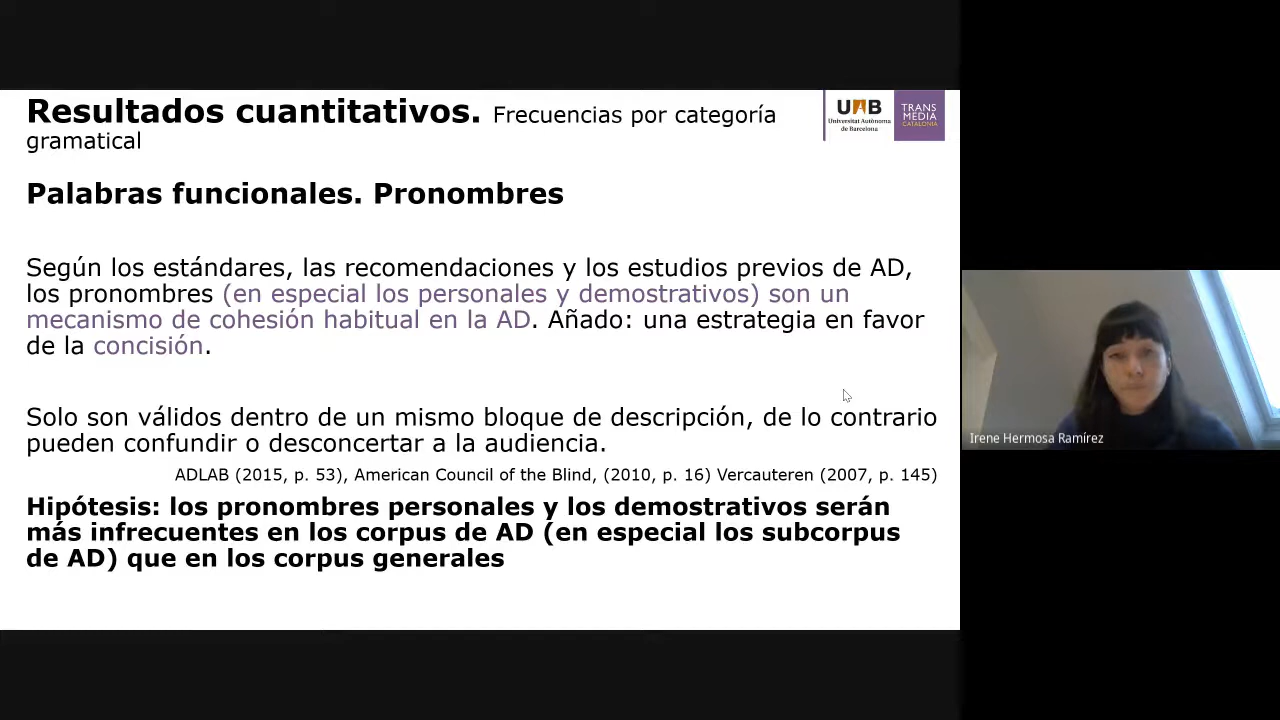 Resultados cuantitativos. Frecuencias por categoría
gramatical
UAB
Universitat Autònoma
de Barcelona
TRANS
MEDIA
CATALONIA
Palabras funcionales. Pronombres
Según los estándares, las recomendaciones y los estudios previos de AD,
los pronombres (en especial los personales y demostrativos) son un
mecanismo de cohesión habitual en la AD. Añado: una estrategia en favor
de la concisión.
Solo son válidos dentro de un mismo bloque de descripción, de lo contrario
pueden confundir o desconcertar a la audiencia.
ADLAB (2015, p. 53), American Council of the Blind, (2010, p. 16) Vercauteren (2007, p. 145)
Hipótesis: los pronombres personales y los demostrativos serán
más infrecuentes en los corpus de AD (en especial los subcorpus
de AD) que en los corpus generales
Irene Hermosa Ramírez